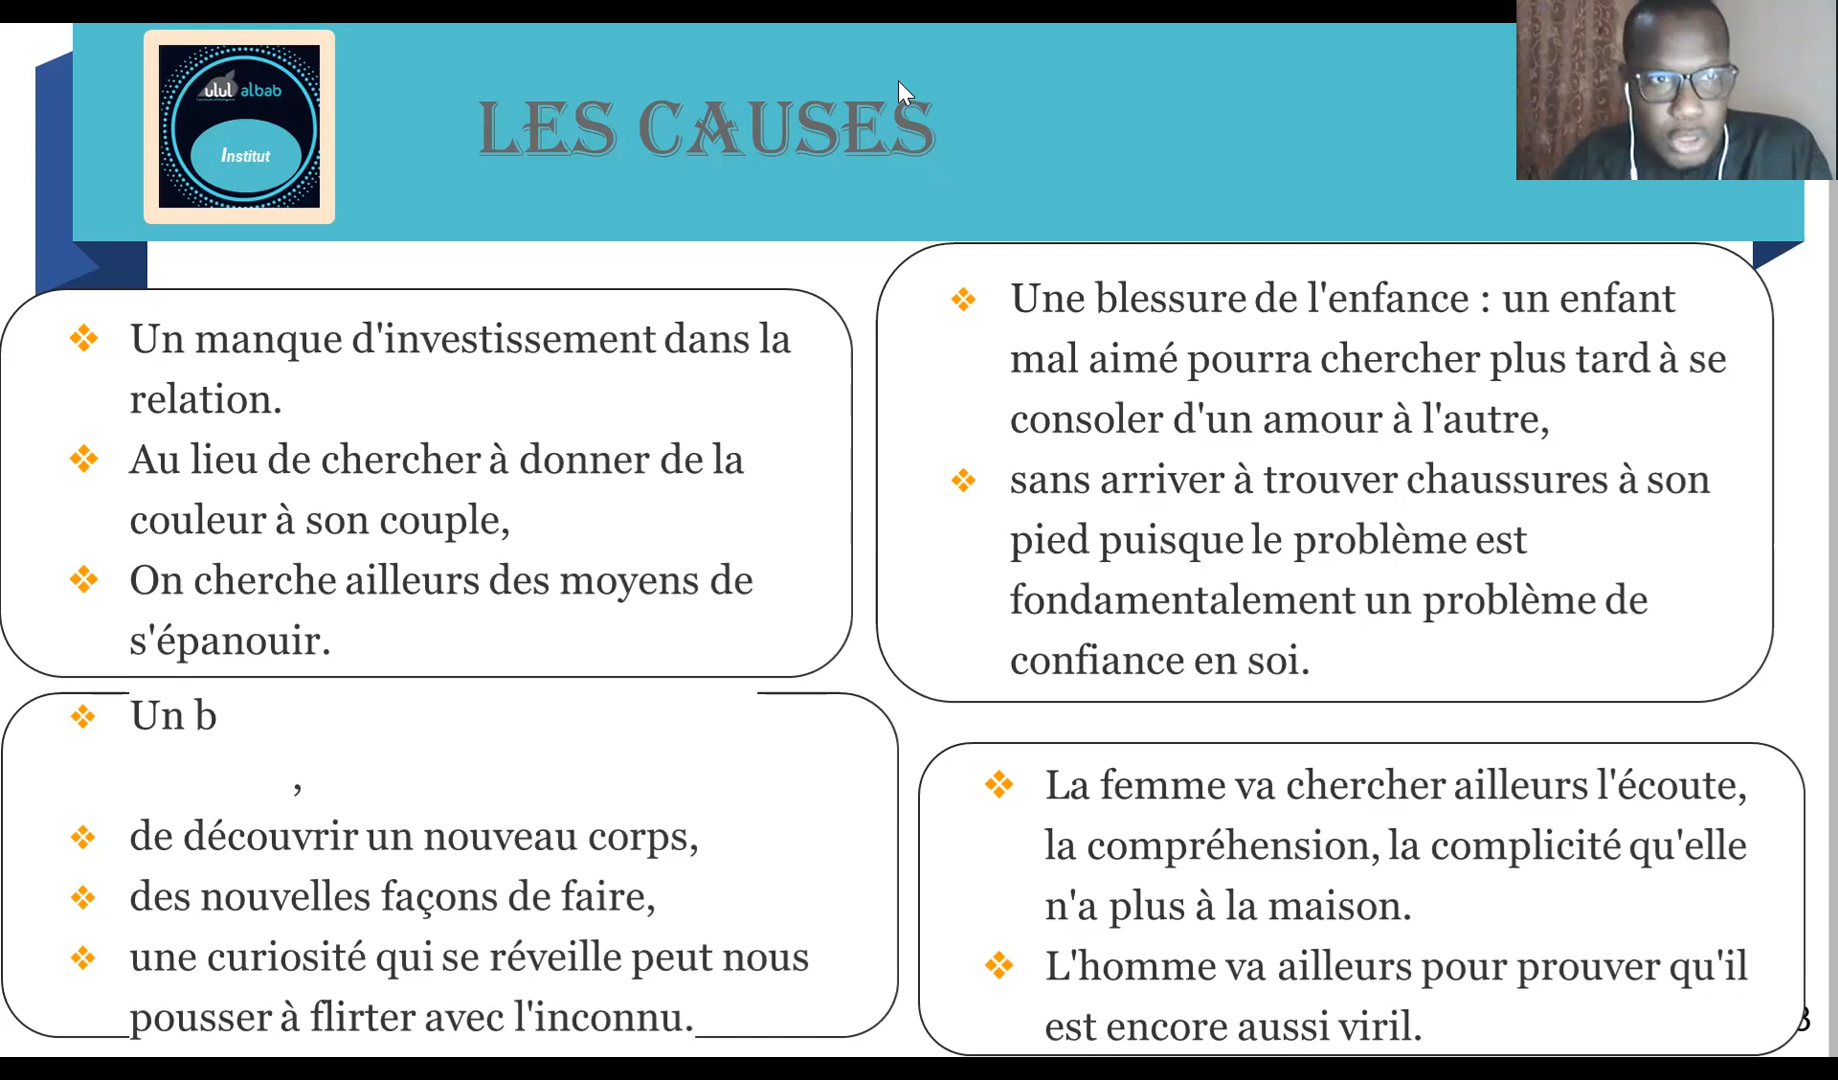 ulul albab
Institut
LES CAUSES
❖ Un manque d'investissement dans la
relation.
❖ Au lieu de chercher à donner de la
couleur à son couple,
❖ On cherche ailleurs des moyens de
s'épanouir.
❖ Un b
,
❖ de découvrir un nouveau corps,
❖ des nouvelles façons de faire,
❖ une curiosité qui se réveille peut nous
pousser à flirter avec l'inconnu.
❖ Une blessure de l'enfance : un enfant
mal aimé pourra chercher plus tard à se
consoler d'un amour à l'autre,
❖ sans arriver à trouver chaussures à son
pied puisque le problème est
fondamentalement un problème de
confiance en soi.
❖ La femme va chercher ailleurs l'écoute,
la compréhension, la complicité qu'elle
n'a plus à la maison.
❖ L'homme va ailleurs pour prouver qu'il
est encore aussi viril.